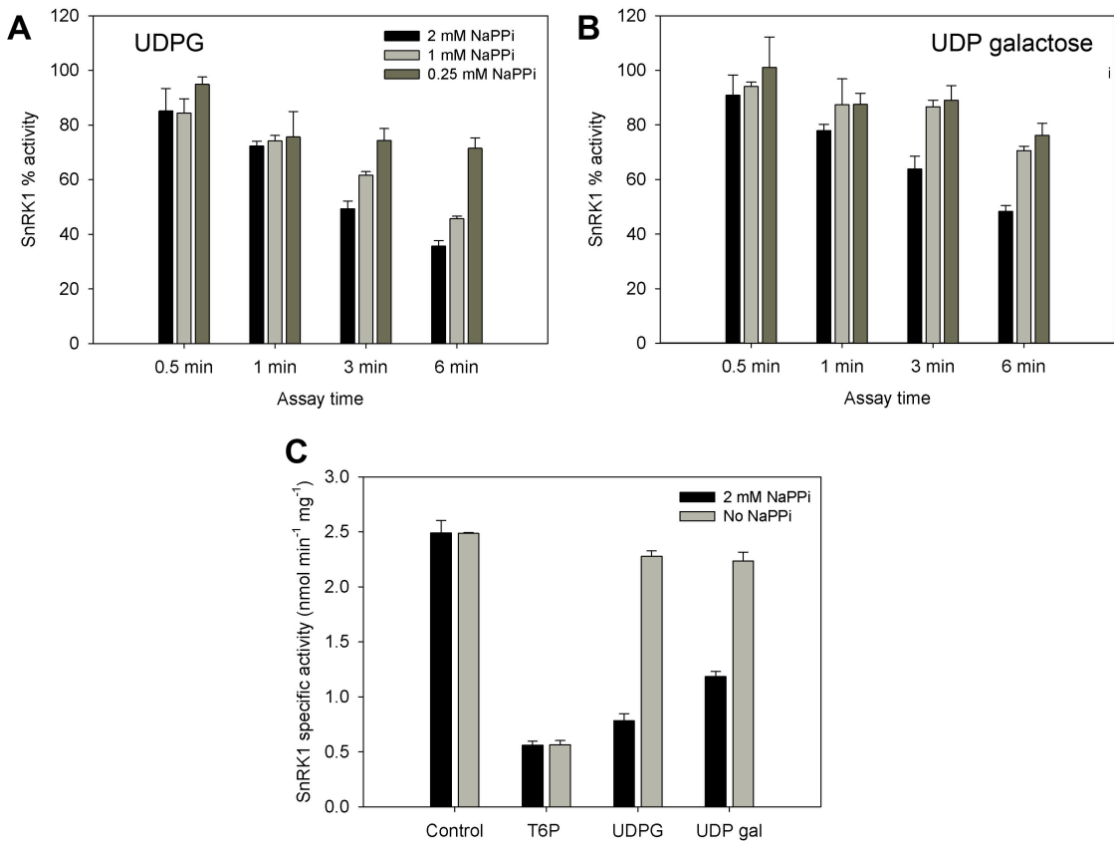 A
UDPG
2 mM NaPPi
1 mM NaPPi
0.25 mM NaPPi
SnRK1 % activity
120
100
80
60
40
20
0
0.5 min 1 min 3 min 6 min
Assay time
B
UDP galactose
i
SnRK1 % activity
120
100
80
60
40
20
0
0.5 min 1 min 3 min 6 min
Assay time
C
2 mM NaPPi
No NaPPi
SnRK1 specific activity (nmol min⁻¹ mg⁻¹)
3.0
2.5
2.0
1.5
1.0
0.5
0.0
Control T6P UDPG UDP gal